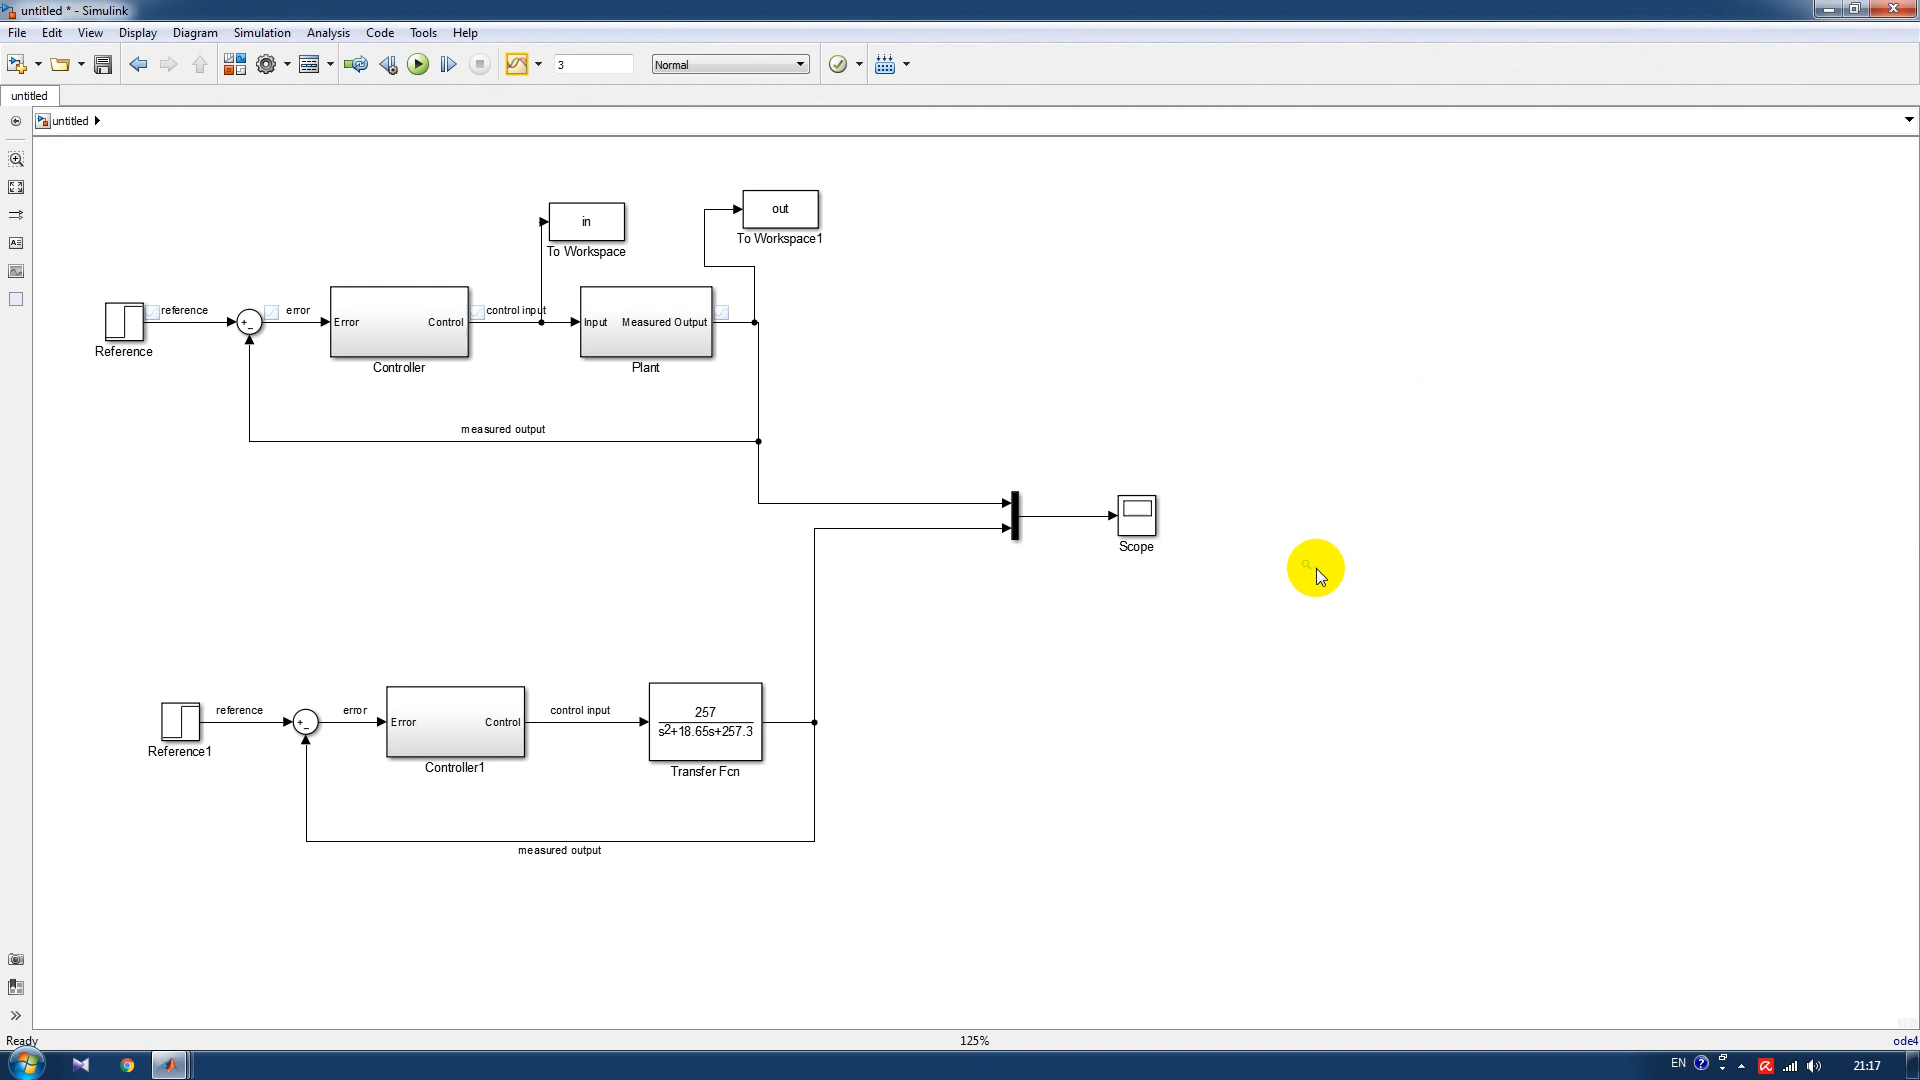 untitled * - Simulink
File Edit View Display Diagram Simulation Analysis Code Tools Help
3 Normal
untitled
untitled
out
To Workspace1
in
To Workspace
reference error control input
+ -
Error Control Input Measured Output
Reference
Controller Plant
measured output
Scope
257
s2+18.65s+257.3
reference error control input
+ -
Error Control
Reference1
Controller1 Transfer Fcn
measured output
Ready 125% ode4
EN 21:17